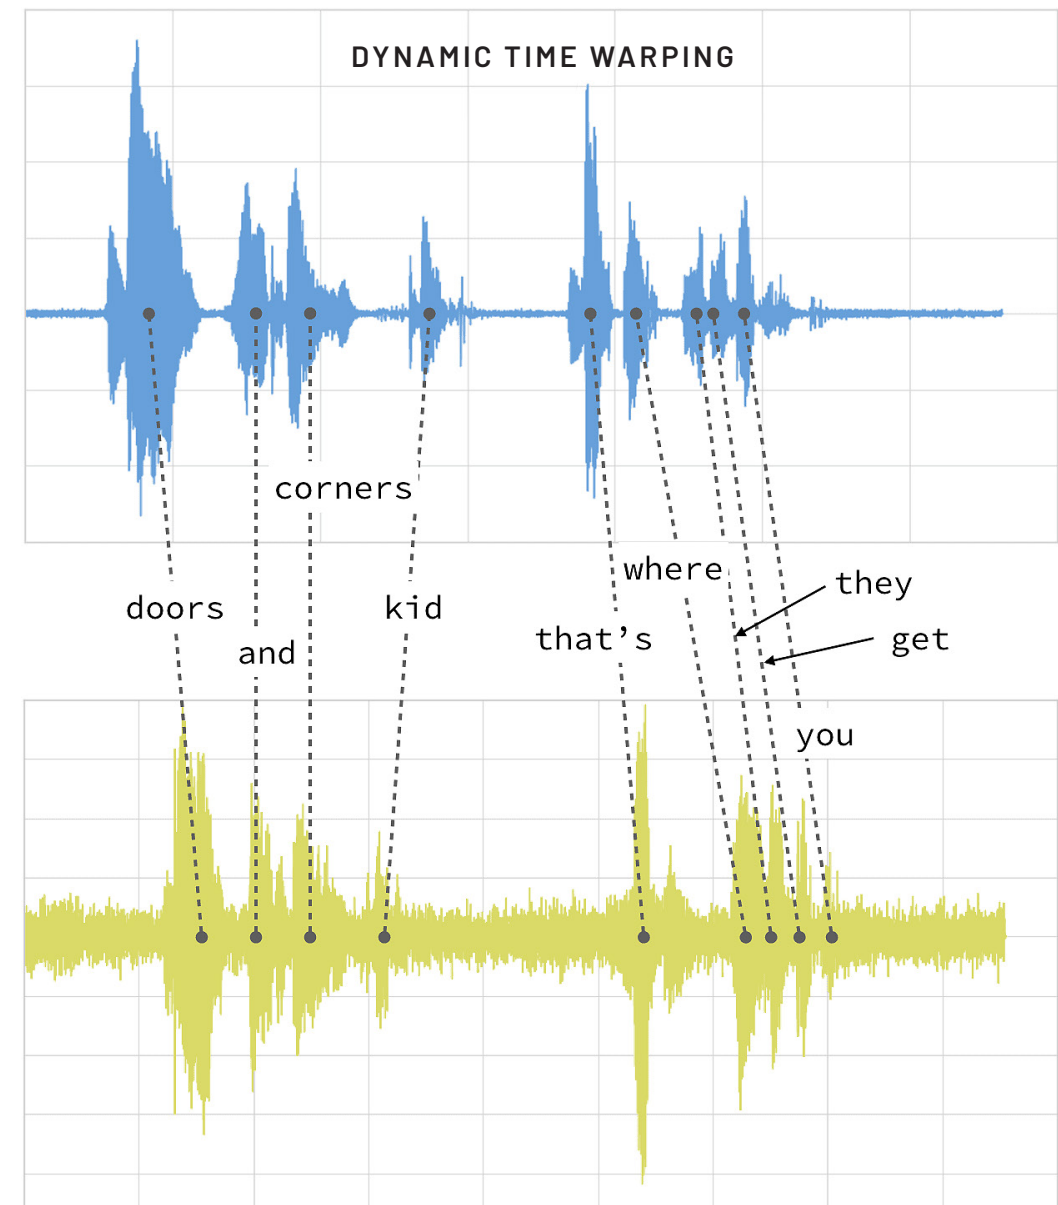 DYNAMIC TIME WARPING
corners
where
they
doors
kid
that’s
get
and
you